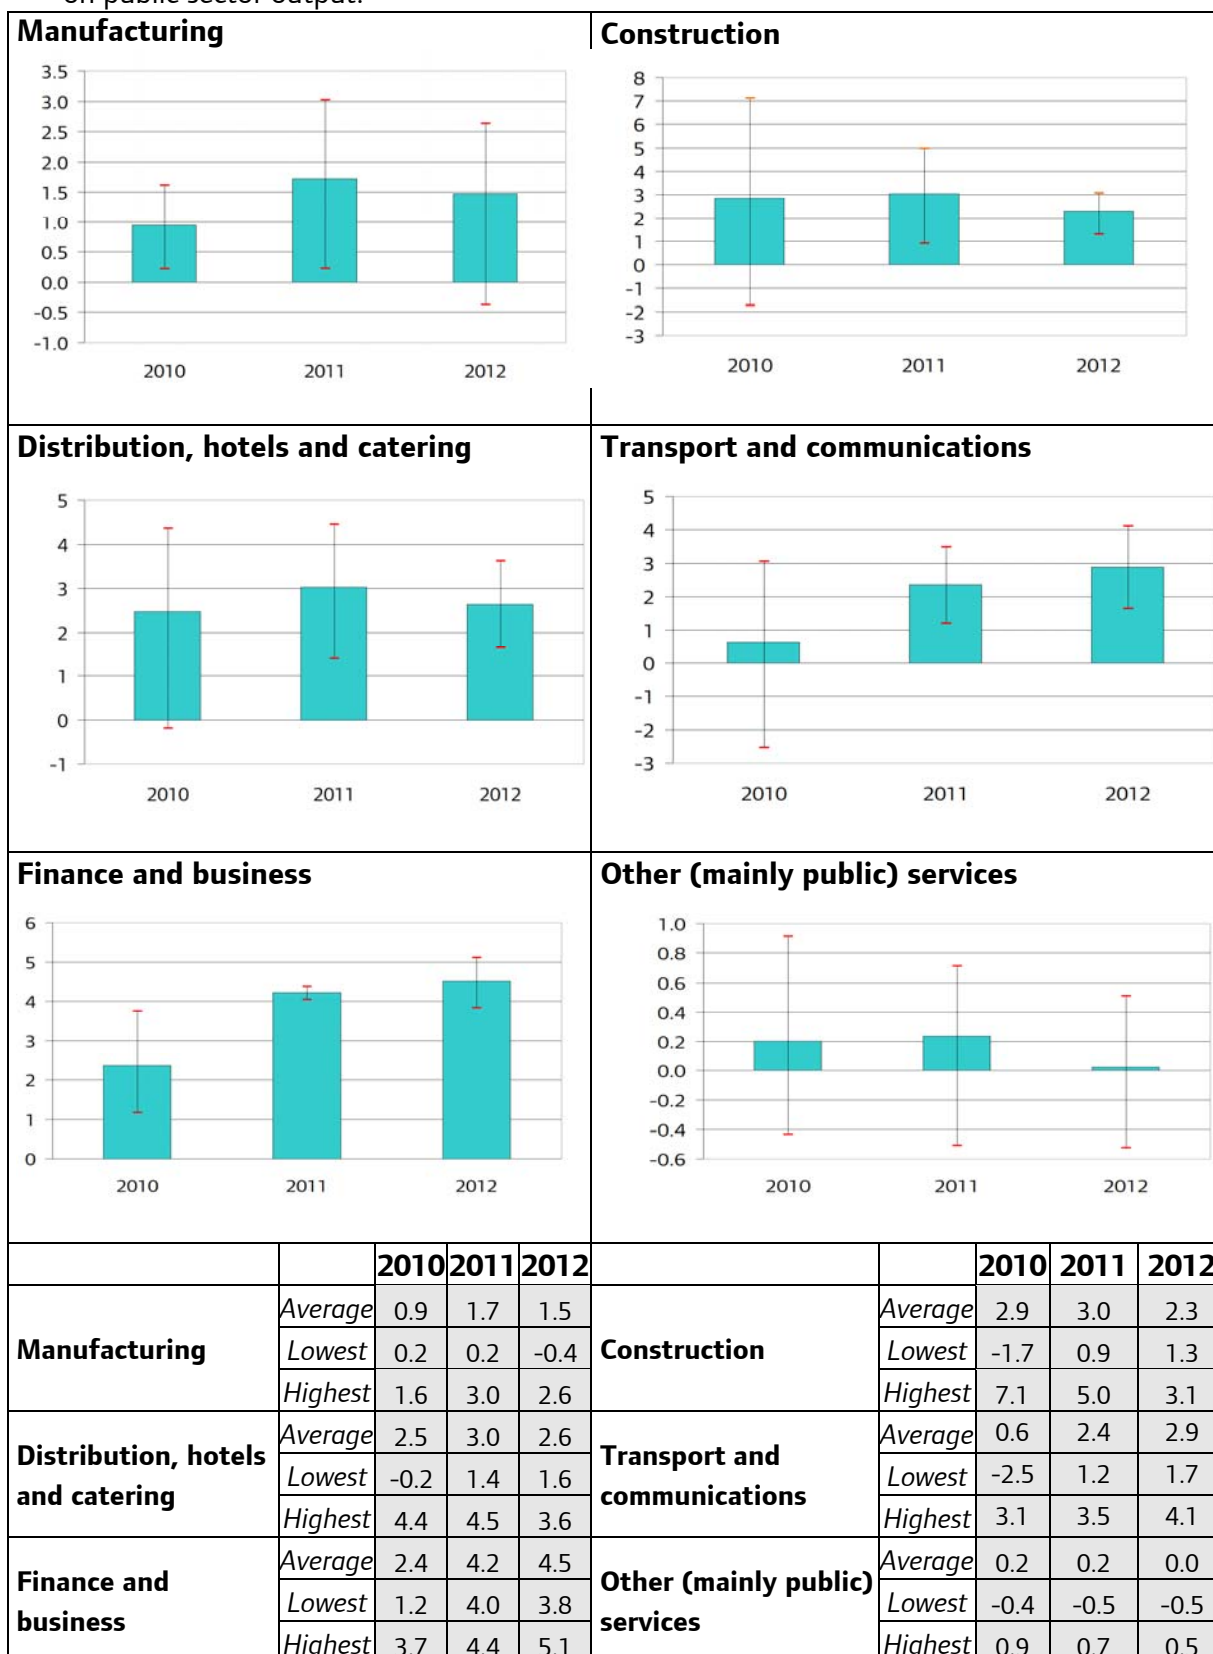 on public sector output.
Manufacturing
3.5
3.0
2.5
2.0
1.5
1.0
0.5
0.0
-0.5
-1.0
2010 2011 2012
Construction
8
7
6
5
4
3
2
1
0
-1
-2
-3
2010 2011 2012
Distribution, hotels and catering
5
4
3
2
1
0
-1
2010 2011 2012
Transport and communications
5
4
3
2
1
0
-1
-2
-3
2010 2011 2012
Finance and business
6
5
4
3
2
1
0
2010 2011 2012
Other (mainly public) services
1.0
0.8
0.6
0.4
0.2
0.0
-0.2
-0.4
-0.6
2010 2011 2012
2010 2011 2012 2010 2011 2012
Manufacturing
Average 0.9 1.7 1.5
Lowest 0.2 0.2 -0.4
Highest 1.6 3.0 2.6
Construction
Average 2.9 3.0 2.3
Lowest -1.7 0.9 1.3
Highest 7.1 5.0 3.1
Distribution, hotels
and catering
Average 2.5 3.0 2.6
Lowest -0.2 1.4 1.6
Highest 4.4 4.5 3.6
Transport and
communications
Average 0.6 2.4 2.9
Lowest -2.5 1.2 1.7
Highest 3.1 3.5 4.1
Finance and
business
Average 2.4 4.2 4.5
Lowest 1.2 4.0 3.8
Highest 3.7 4.4 5.1
Other (mainly public)
services
Average 0.2 0.2 0.0
Lowest -0.4 -0.5 -0.5
Highest 0.9 0.7 0.5